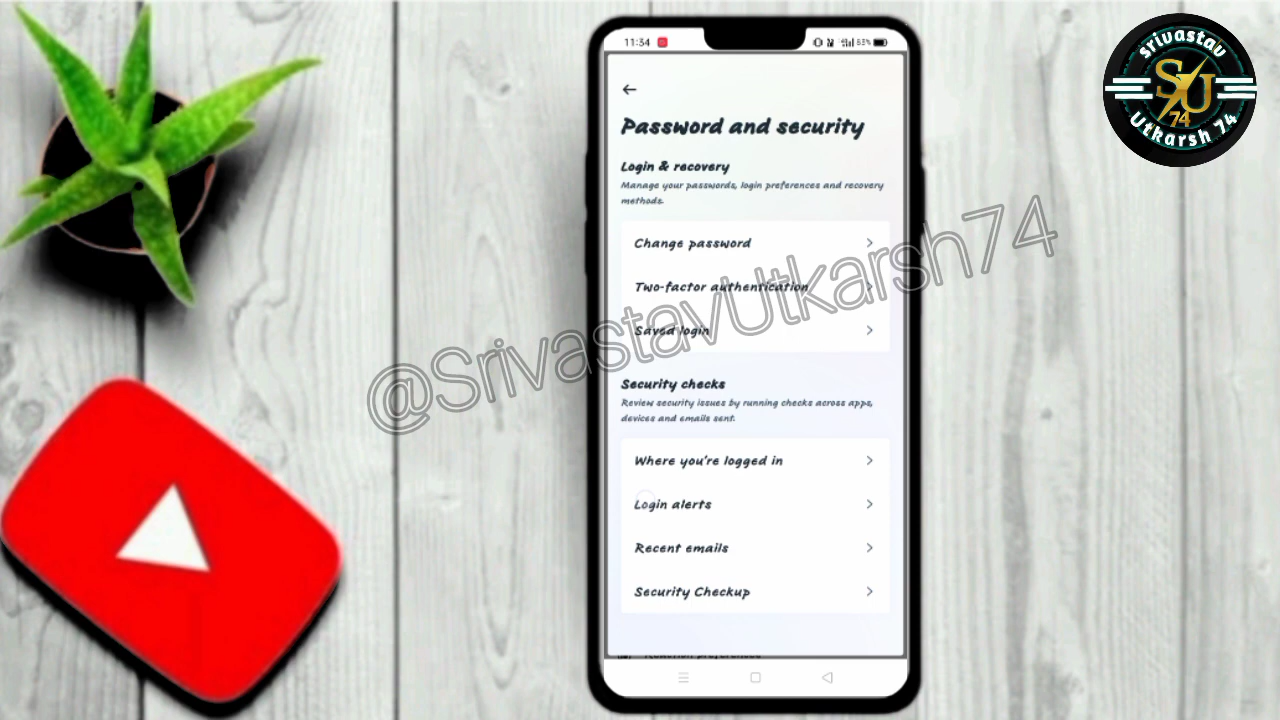 11:34
53%
Srivastav
SU
74
Utkarsh 74
Password and security
Login & recovery
Manage your passwords, login preferences and recovery
methods.
Change password
Two-factor authentication
Saved login
@SrivastavUtkarsh74
Security checks
Review security issues by running checks across apps,
devices and emails sent.
Where you're logged in
Login alerts
Recent emails
Security Checkup